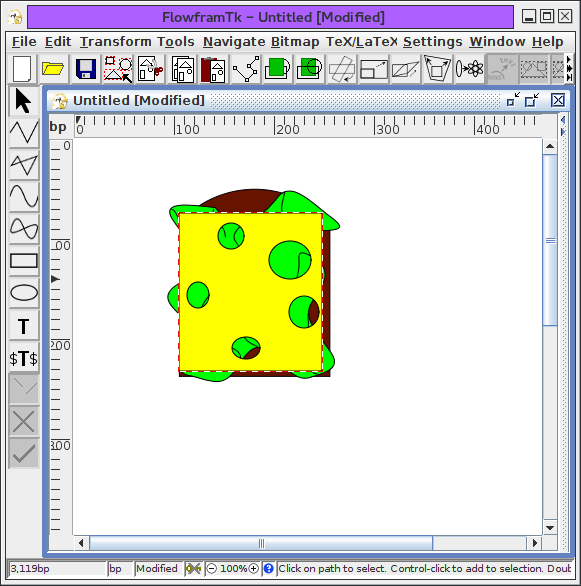 FlowframTk – Untitled [Modified]
File Edit Transform Tools Navigate Bitmap TeX/LaTeX Settings Window Help
Untitled [Modified]
bp 0 100 200 300 400
0
100
200
300
T
$T$
3,119bp bp Modified 100% Click on path to select. Control-click to add to selection. Doub